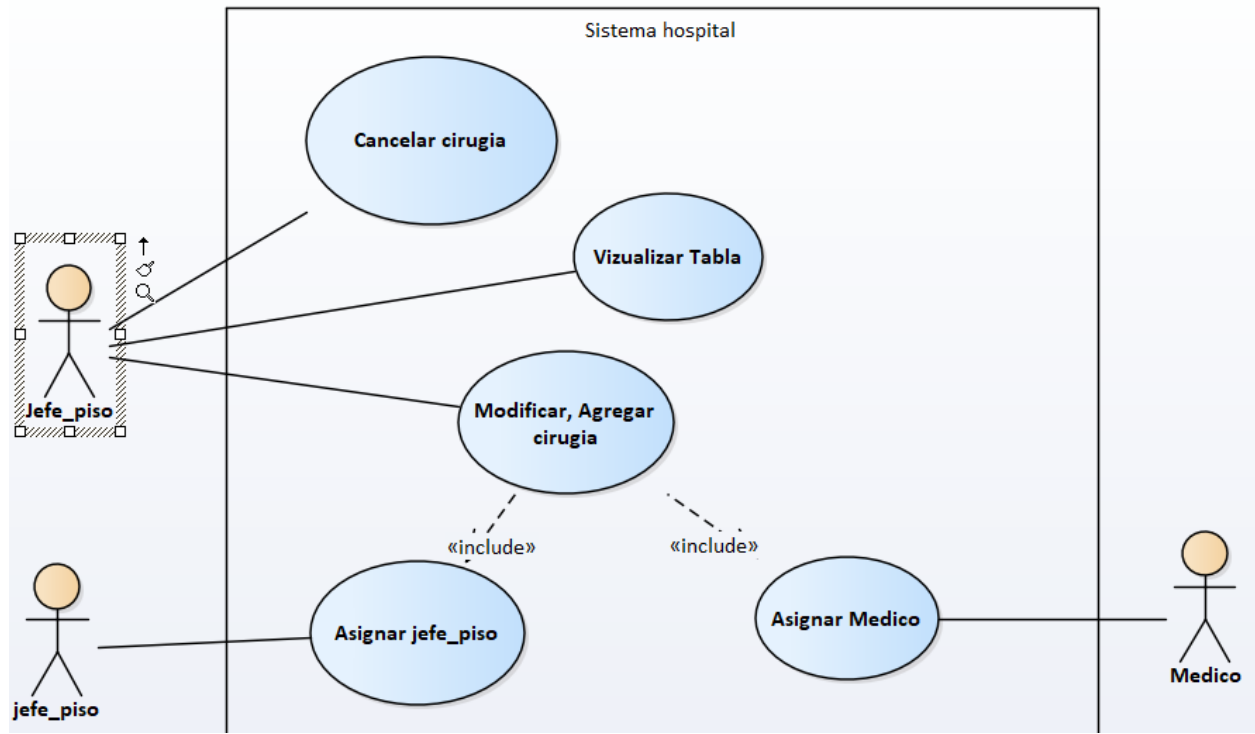 Sistema hospital
Cancelar cirugia
Vizualizar Tabla
Jefe_piso
Modificar, Agregar
cirugia
«include»
«include»
Asignar jefe_piso
Asignar Medico
jefe_piso
Medico